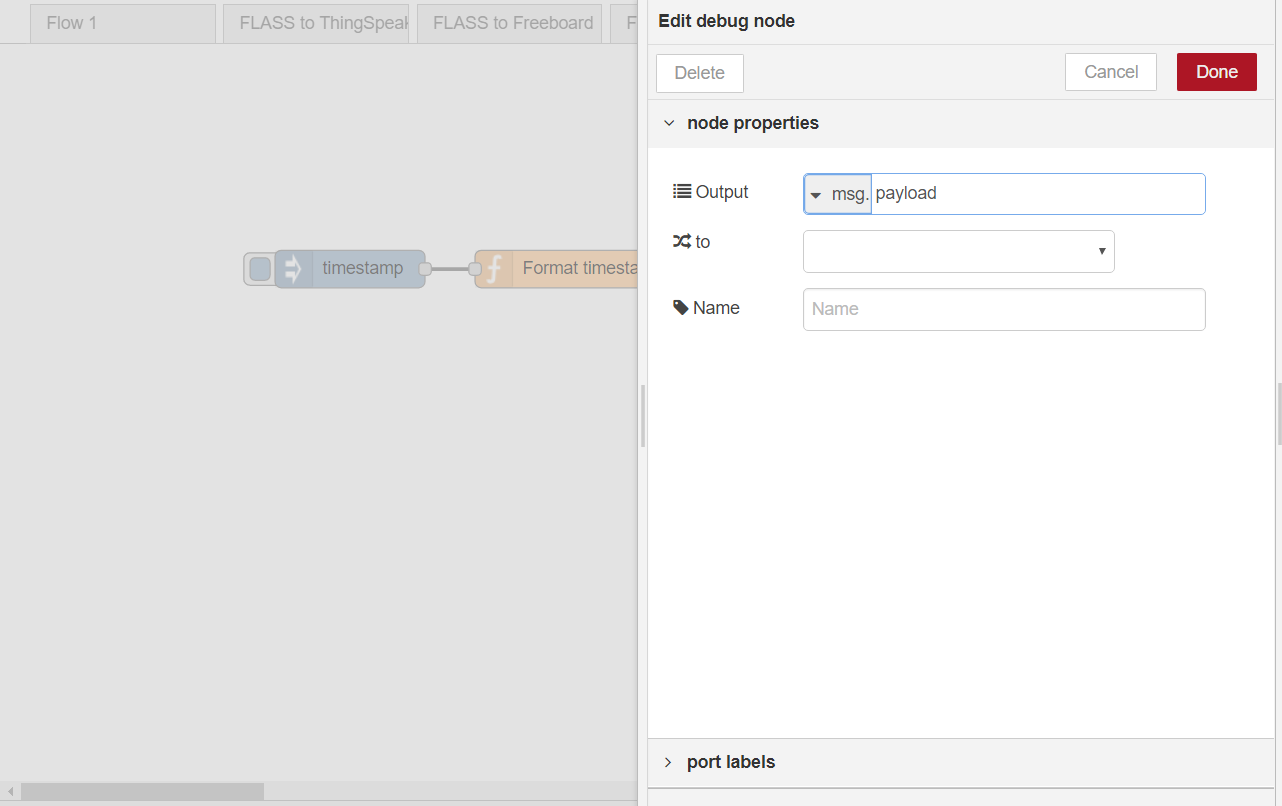 Flow 1
FLASS to ThingSpeak
FLASS to Freeboard
F
Edit debug node
Delete
Cancel
Done
node properties
Output
msg. payload
to
Name
Name
timestamp
Format timesta
port labels